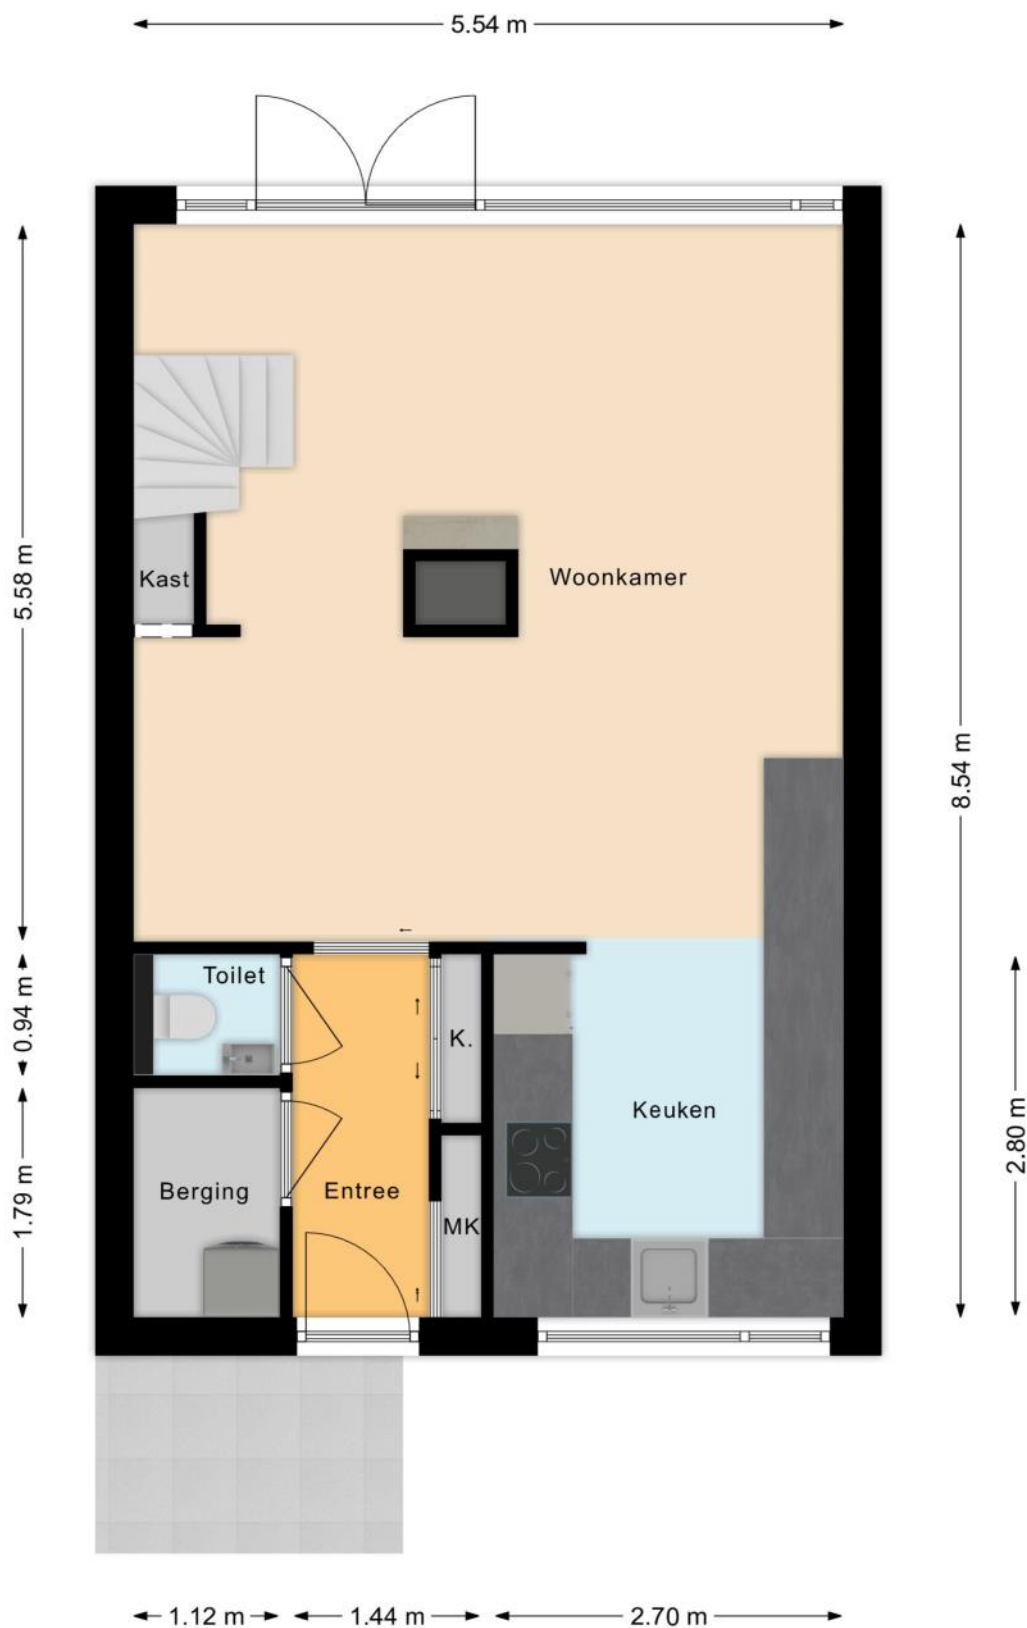 5.54 m
Kast
Woonkamer
5.58 m
8.54 m
Toilet
0.94 m
K.
Keuken
2.80 m
Berging
Entree
MK
1.79 m
1.12 m
1.44 m
2.70 m